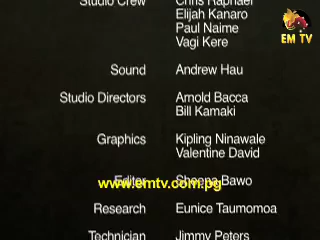 Studio Crew Chris Raphael
Elijah Kanaro
Paul Naime
Vagi Kere
EM TV
Sound Andrew Hau
Studio Directors Arnold Bacca
Bill Kamaki
Graphics Kipling Ninawale
Valentine David
Editor Sheena Bawo
www.emtv.com.pg
Research Eunice Taumomoa
Technician Jimmy Peters